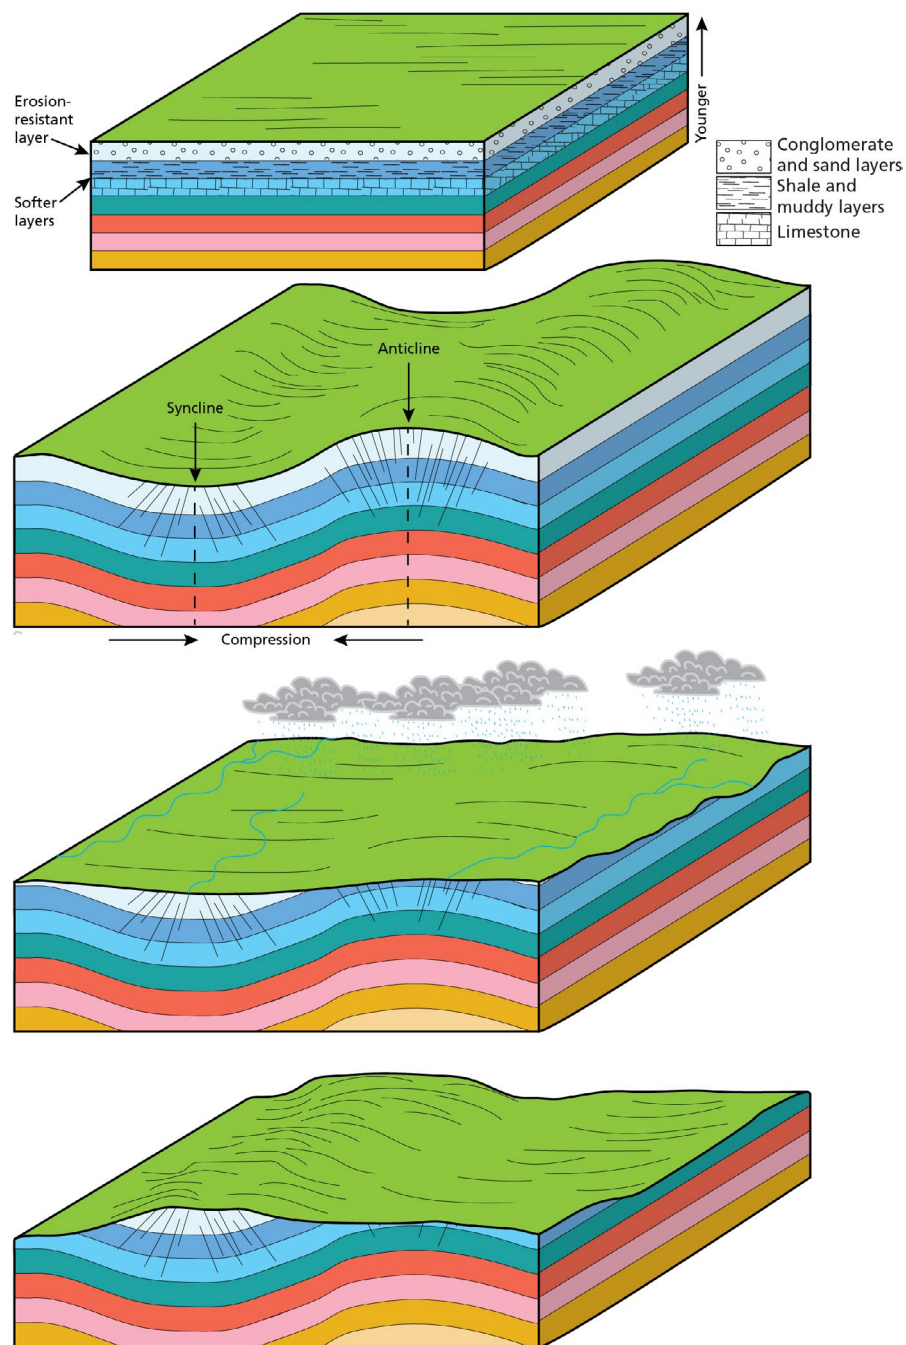 Erosion-
resistant
layer
Softer
layers
Younger
Conglomerate
and sand layers
Shale and
muddy layers
Limestone
Anticline
Syncline
Compression